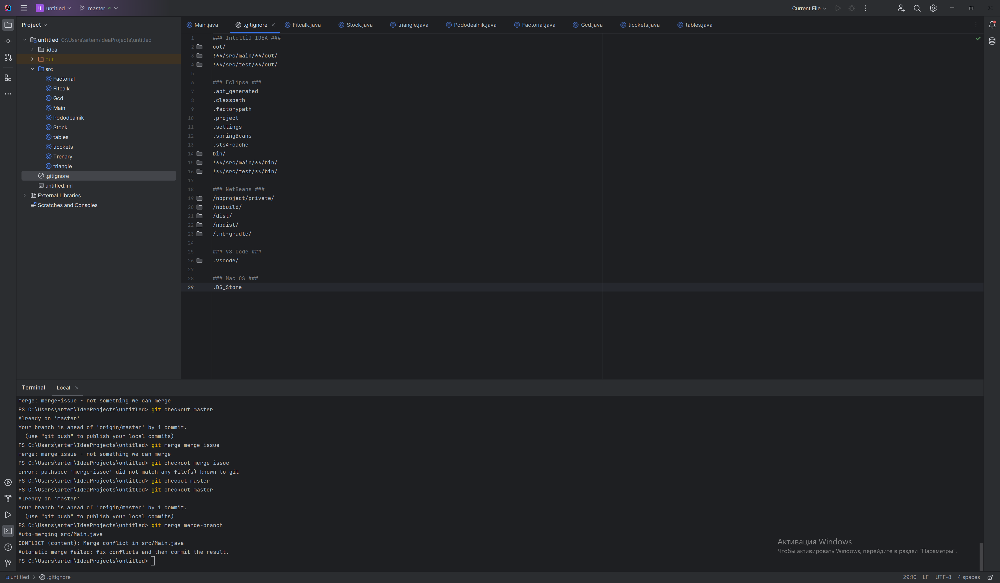 U untitled master Current File
Project
Main.java .gitignore Fitcalk.java Stock.java triangle.java Pododealnik.java Factorial.java Gcd.java ticckets.java tables.java
untitled C:\Users\artem\IdeaProjects\untitled
.idea
out
src
Factorial
Fitcalk
Gcd
Main
Pododealnik
Stock
tables
ticckets
Trenary
triangle
.gitignore
untitled.iml
External Libraries
Scratches and Consoles
1 ### IntelliJ IDEA ###
2 out/
3 !**/src/main/**/out/
4 !**/src/test/**/out/
5
6 ### Eclipse ###
7 .apt_generated
8 .classpath
9 .factorypath
10 .project
11 .settings
12 .springBeans
13 .sts4-cache
14 bin/
15 !**/src/main/**/bin/
16 !**/src/test/**/bin/
17
18 ### NetBeans ###
19 /nbproject/private/
20 /nbbuild/
21 /dist/
22 /nbdist/
23 /.nb-gradle/
24
25 ### VS Code ###
26 .vscode/
27
28 ### Mac OS ###
29 .DS_Store
Terminal Local
merge: merge-issue - not something we can merge
PS C:\Users\artem\IdeaProjects\untitled> git checkout master
Already on 'master'
Your branch is ahead of 'origin/master' by 1 commit.
(use "git push" to publish your local commits)
PS C:\Users\artem\IdeaProjects\untitled> git merge merge-issue
merge: merge-issue - not something we can merge
PS C:\Users\artem\IdeaProjects\untitled> git checkout merge-issue
error: pathspec 'merge-issue' did not match any file(s) known to git
PS C:\Users\artem\IdeaProjects\untitled> git checout master
PS C:\Users\artem\IdeaProjects\untitled> git checkout master
Already on 'master'
Your branch is ahead of 'origin/master' by 1 commit.
(use "git push" to publish your local commits)
PS C:\Users\artem\IdeaProjects\untitled> git merge merge-branch
Auto-merging src/Main.java
CONFLICT (content): Merge conflict in src/Main.java
Automatic merge failed; fix conflicts and then commit the result.
PS C:\Users\artem\IdeaProjects\untitled>
Активация Windows
Чтобы активировать Windows, перейдите в раздел "Параметры".
untitled > .gitignore 29:10 LF UTF-8 4 spaces